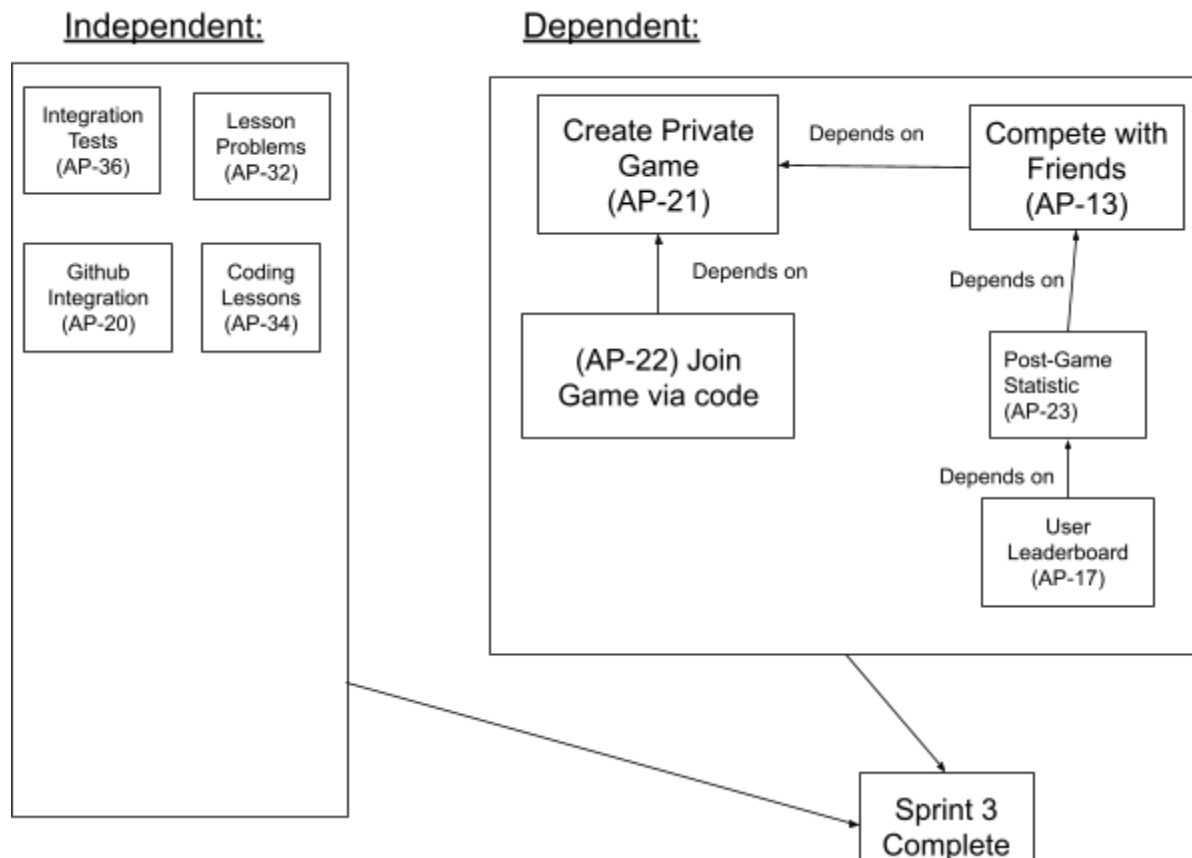 Independent:
Integration
Tests
(AP-36)
Lesson
Problems
(AP-32)
Github
Integration
(AP-20)
Coding
Lessons
(AP-34)
Dependent:
Create Private
Game
(AP-21)
Depends on
Compete with
Friends
(AP-13)
Depends on
(AP-22) Join
Game via code
Depends on
Post-Game
Statistic
(AP-23)
Depends on
User
Leaderboard
(AP-17)
Sprint 3
Complete